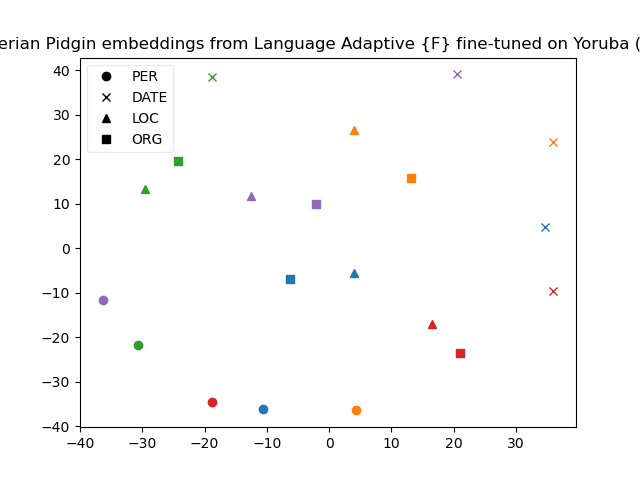 erian Pidgin embeddings from Language Adaptive {F} fine-tuned on Yoruba (
PER
DATE
LOC
ORG
40
30
20
10
0
−10
−20
−30
−40
−40 −30 −20 −10 0 10 20 30